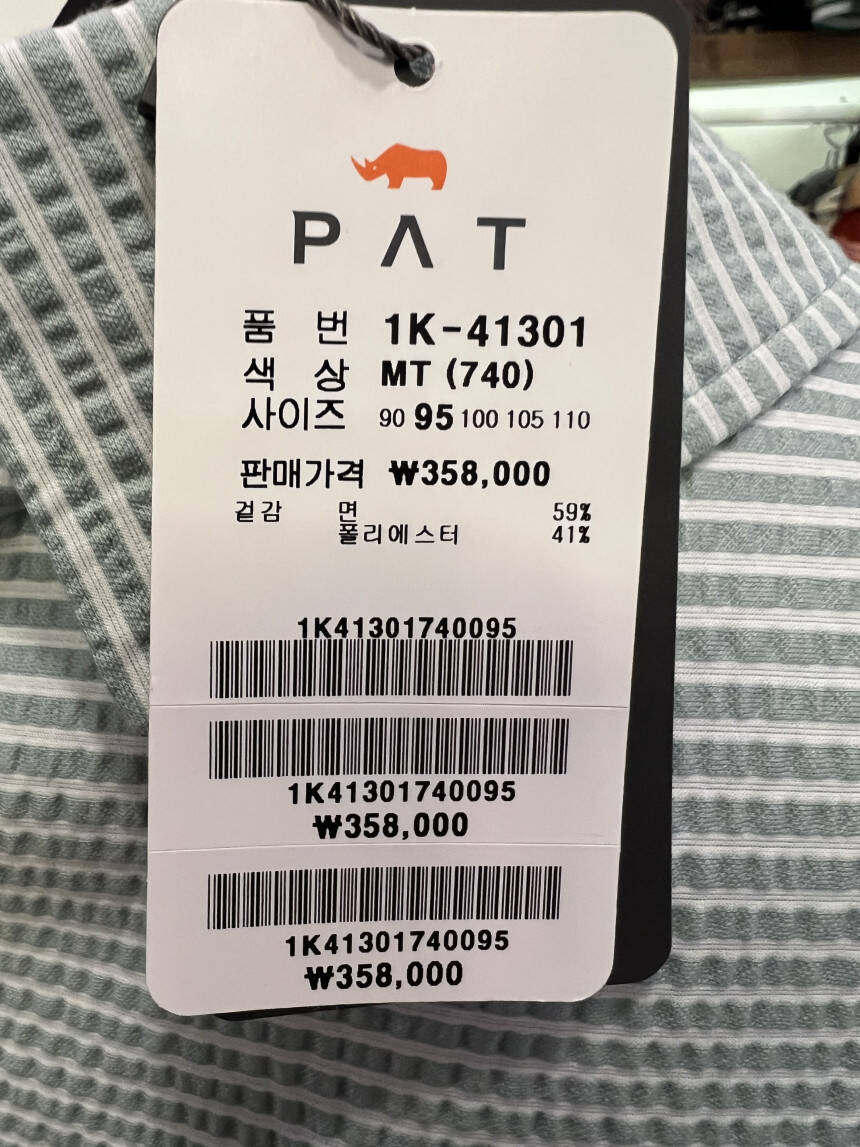 PAT
품 번 1K-41301
색 상 MT (740)
사이즈 90 95 100 105 110
판매가격 ₩358,000
겉감 면 59%
폴리에스터 41%
1K41301740095
1K41301740095
₩358,000
1K41301740095
₩358,000